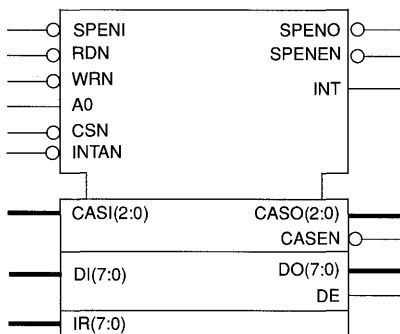 SPENI SPENO
RDN SPENEN
WRN
INT
A0
CSN
INTAN
CASI(2:0) CASO(2:0)
CASEN
DI(7:0) DO(7:0)
DE
IR(7:0)